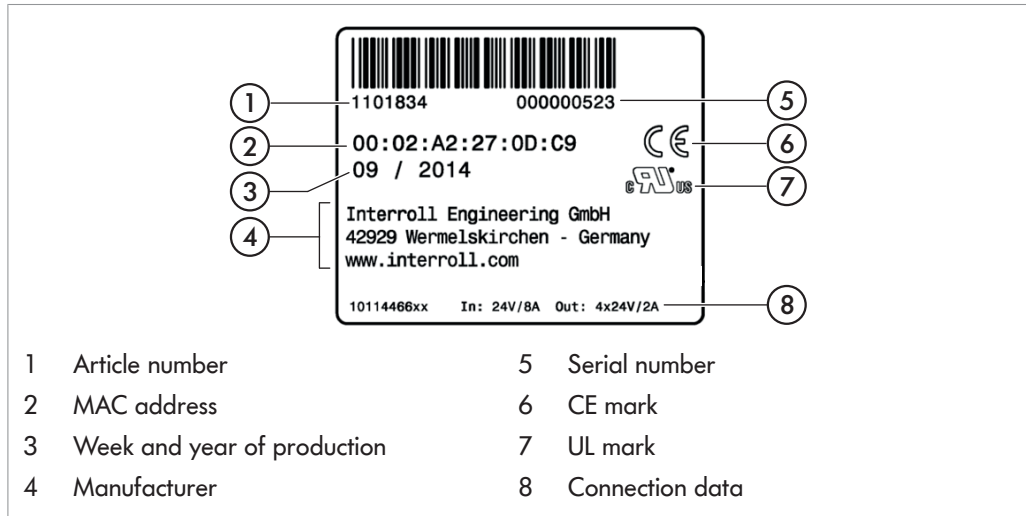 1101834 000000523
1 5
00:02:A2:27:0D:C9 CE
2 6
09 / 2014 c RU us
3 7
Interroll Engineering GmbH
4 42929 Wermelskirchen - Germany
www.interroll.com
10114466xx In: 24V/8A Out: 4x24V/2A 8
1 Article number 5 Serial number
2 MAC address 6 CE mark
3 Week and year of production 7 UL mark
4 Manufacturer 8 Connection data